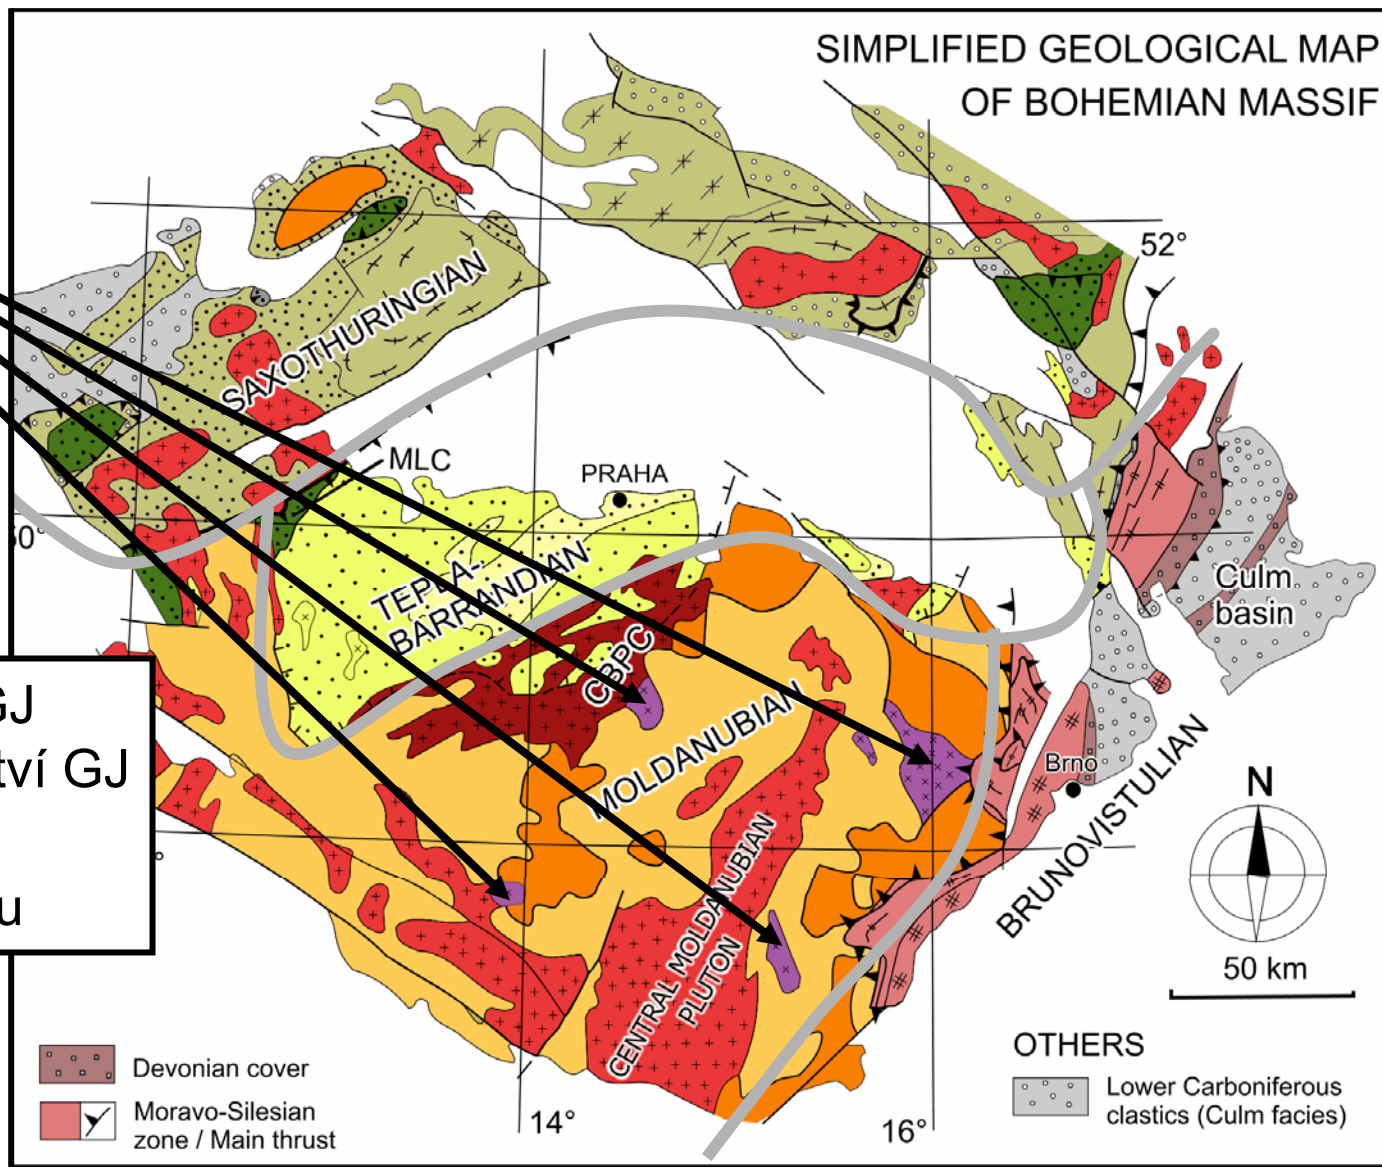 SIMPLIFIED GEOLOGICAL MAP
OF BOHEMIAN MASSIF
52°
SAXOTHURINGIAN
MLC
PRAHA
50°
TEPLÁ-
BARRANDIAN
Culm
basin
CBPC
GJ
tví GJ
u
MOLDANUBIAN
Brno
BRUNOVISTULIAN
N
°
CENTRAL MOLDANUBIAN
PLUTON
50 km
OTHERS
Devonian cover
Lower Carboniferous
clastics (Culm facies)
Moravo-Silesian
zone / Main thrust
14°
16°